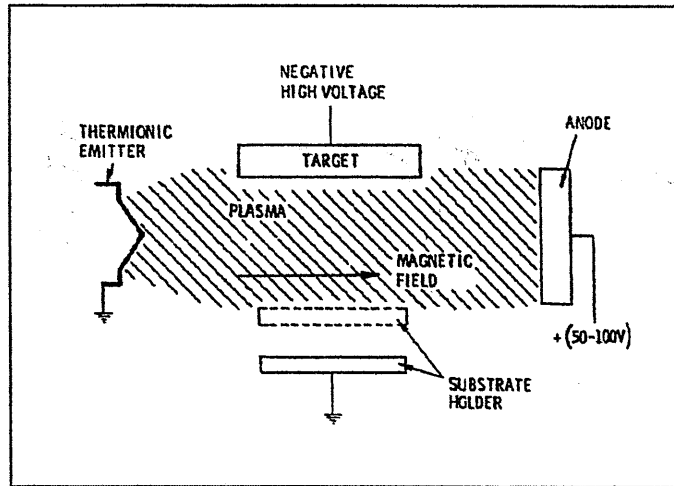 NEGATIVE
HIGH VOLTAGE
THERMIONIC
EMITTER
ANODE
TARGET
PLASMA
MAGNETIC
FIELD
+(50-100V)
SUBSTRATE
HOLDER